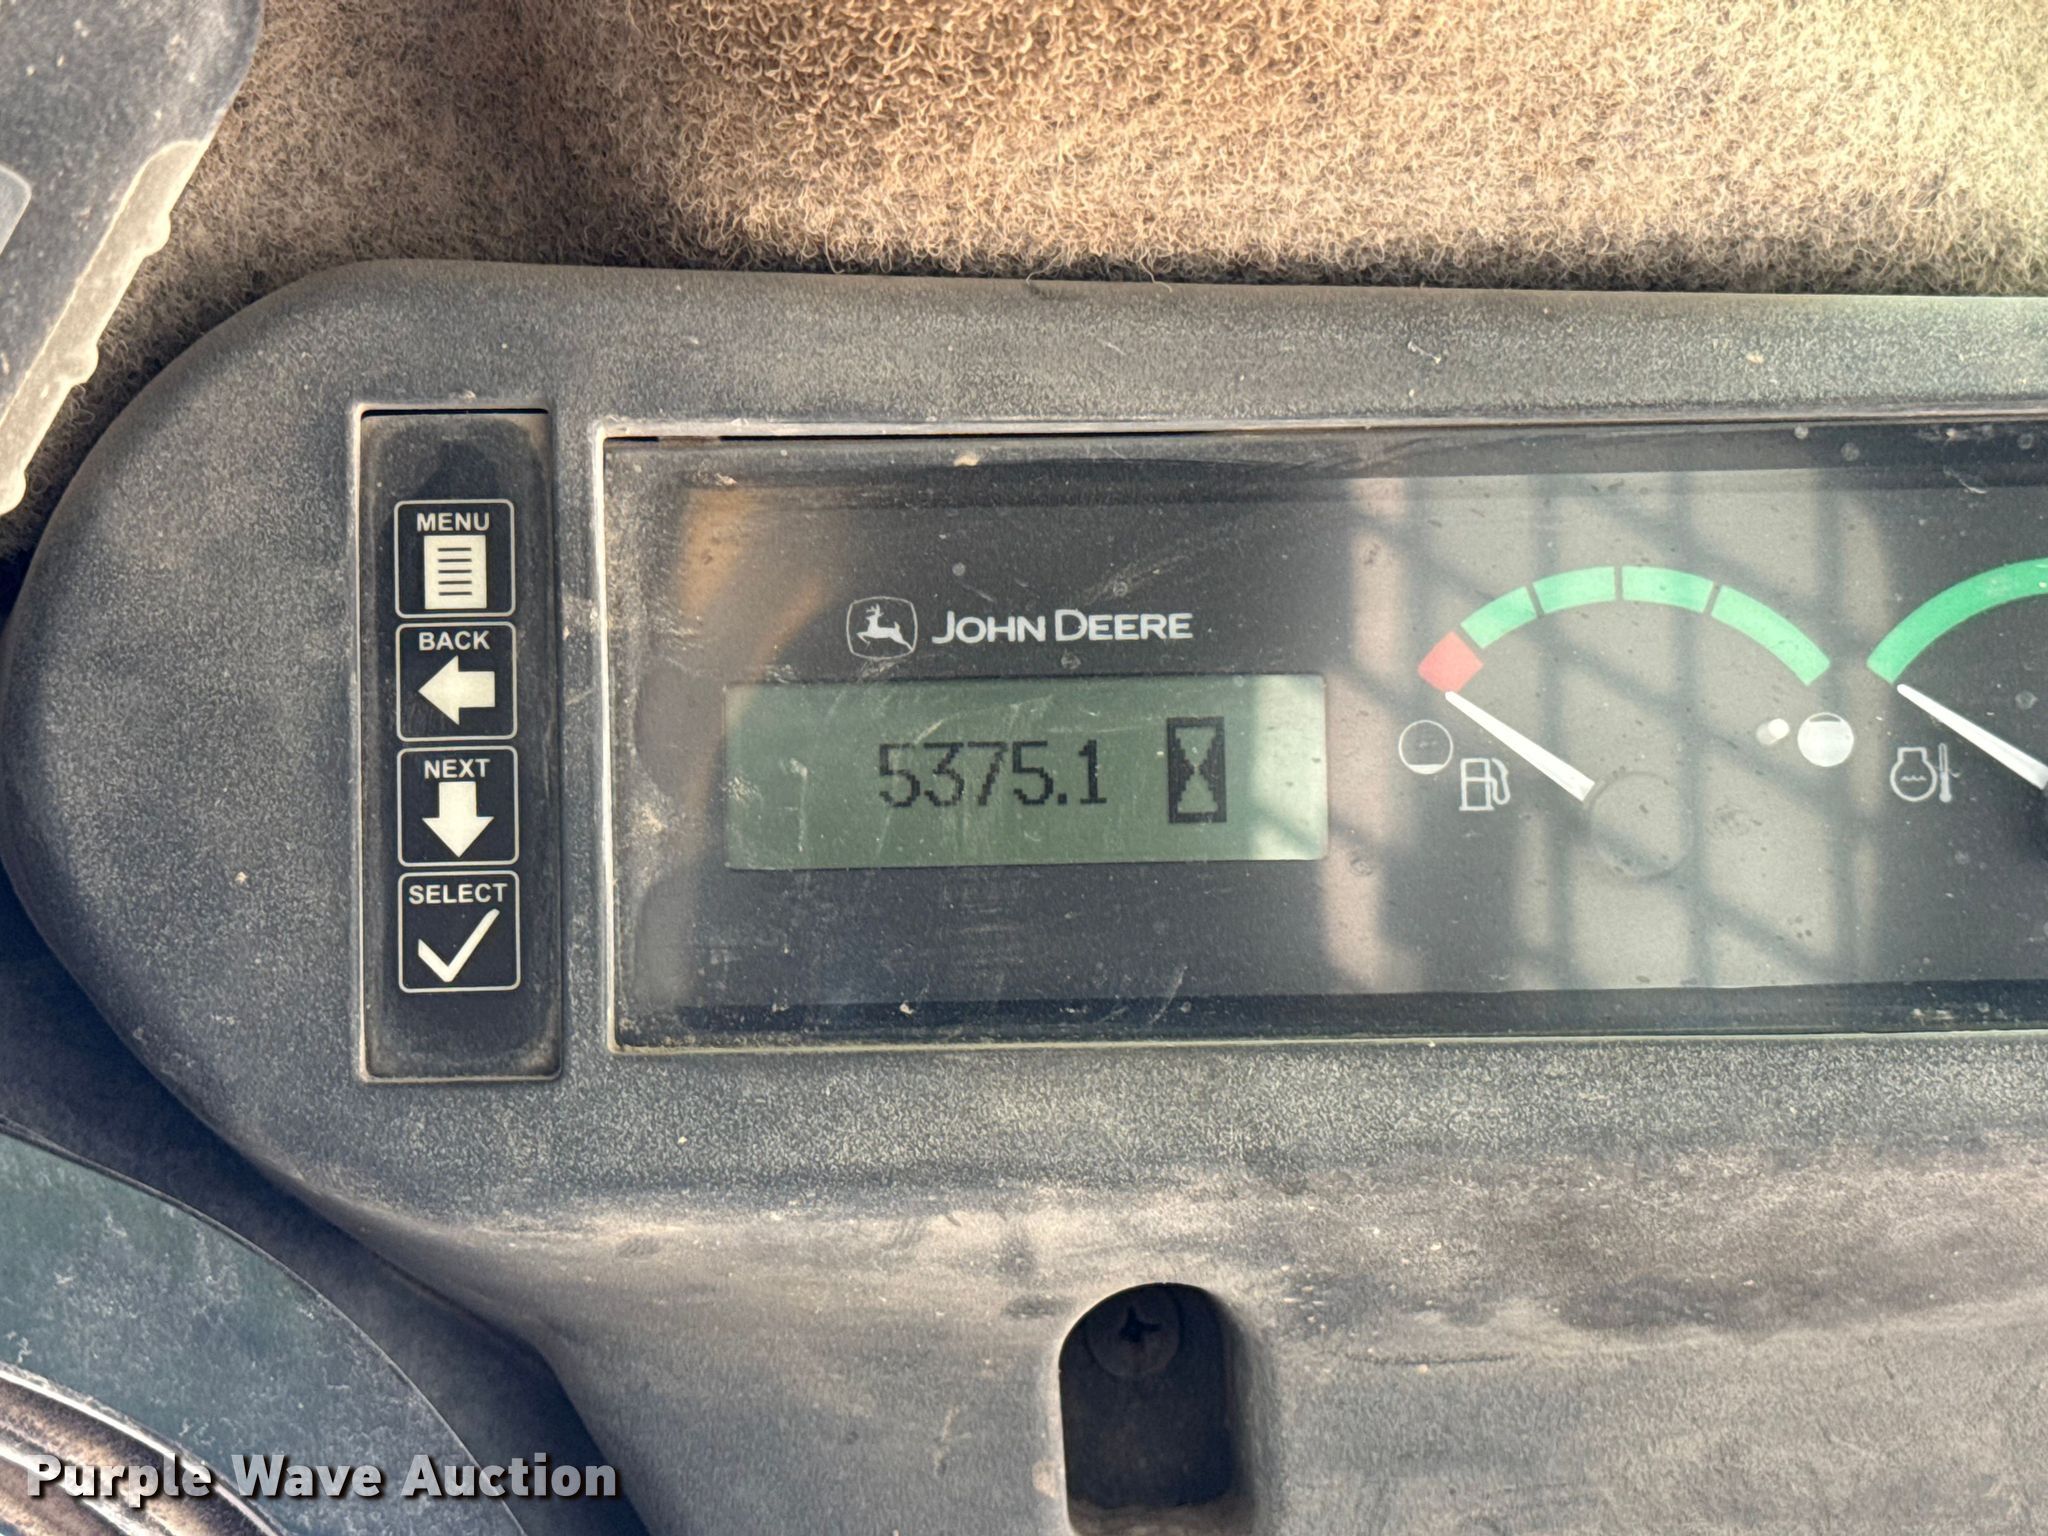 MENU
BACK
NEXT
SELECT
JOHN DEERE
5375.1
Purple Wave Auction